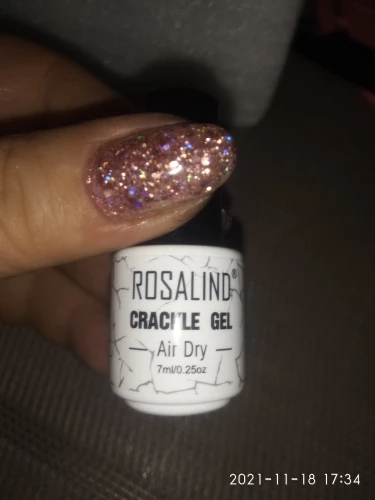 ROSALIND®
CRACKLE GEL
— Air Dry —
7ml/0.25oz
2021-11-18 17:34